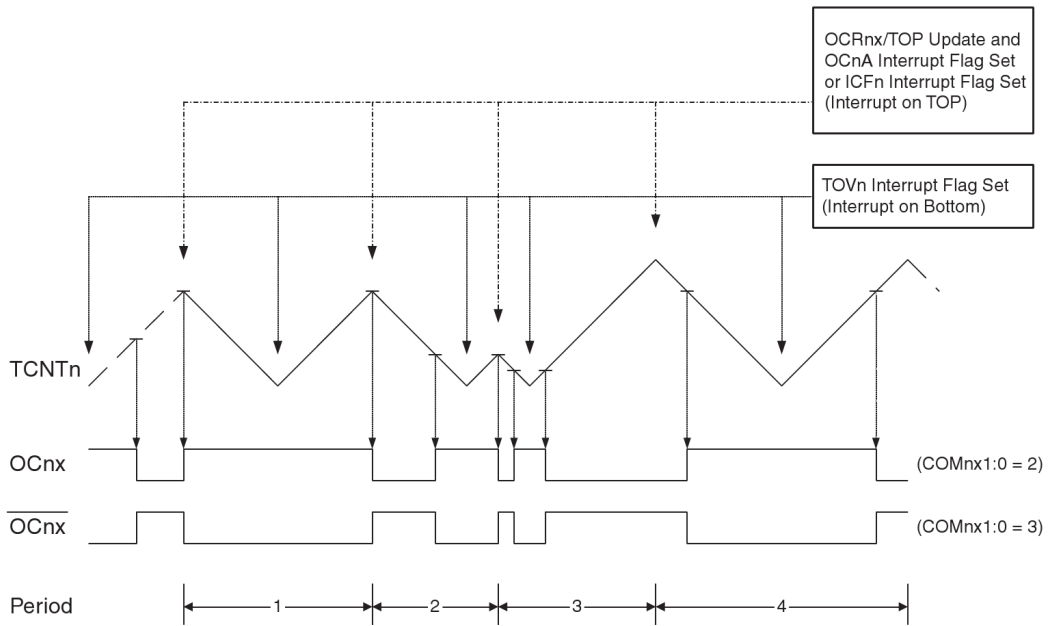 OCRnx/TOP Update and
OCnA Interrupt Flag Set
or ICFn Interrupt Flag Set
(Interrupt on TOP)
TOVn Interrupt Flag Set
(Interrupt on Bottom)
TCNTn
OCnx
(COMnx1:0 = 2)
OCnx
(COMnx1:0 = 3)
Period
1
2
3
4